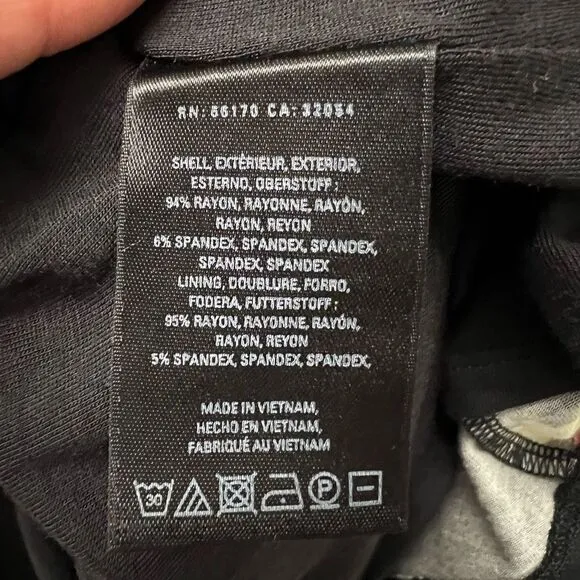 RN: 56170 CA: 32054
SHELL, EXTÉRIEUR, EXTERIOR,
ESTERNO, OBERSTOFF :
94% RAYON, RAYONNE, RAYÓN,
RAYON, REYON
6% SPANDEX, SPANDEX, SPANDEX,
SPANDEX, SPANDEX
LINING, DOUBLURE, FORRO,
FODERA, FUTTERSTOFF :
95% RAYON, RAYONNE, RAYÓN,
RAYON, REYON
5% SPANDEX, SPANDEX, SPANDEX,
MADE IN VIETNAM,
HECHO EN VIETNAM,
FABRIQUÉ AU VIETNAM
30 P